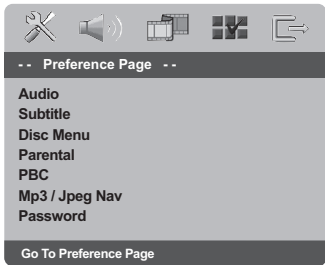 -- Preference Page --
Audio
Subtitle
Disc Menu
Parental
PBC
Mp3 / Jpeg Nav
Password
Go To Preference Page